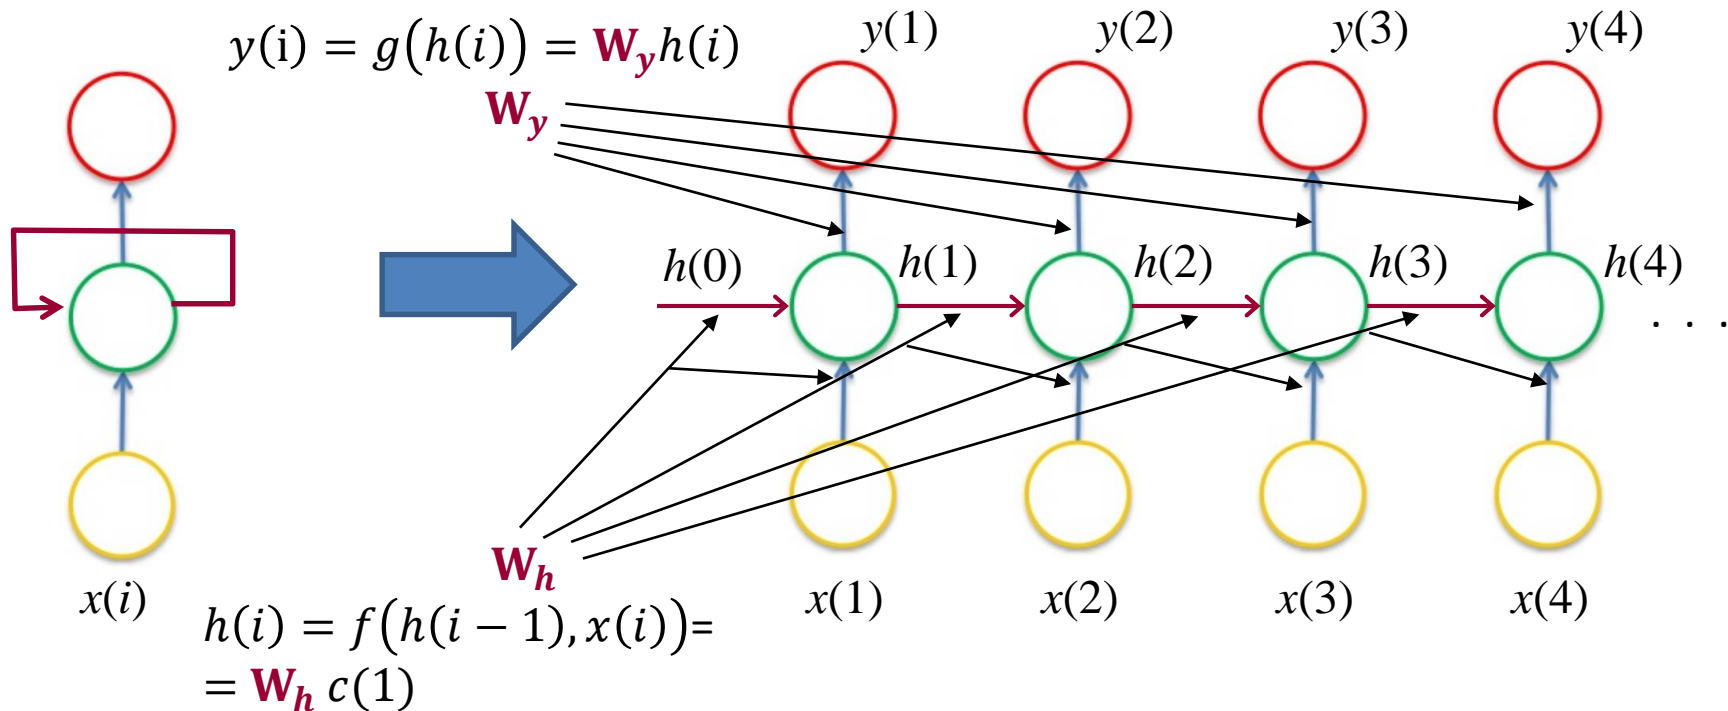 y(i) = g(h(i)) = W_y h(i)
y(1) y(2) y(3) y(4)
W_y
h(0) h(1) h(2) h(3) h(4)
. . .
W_h
x(i) x(1) x(2) x(3) x(4)
h(i) = f(h(i − 1), x(i))=
= W_h c(1)